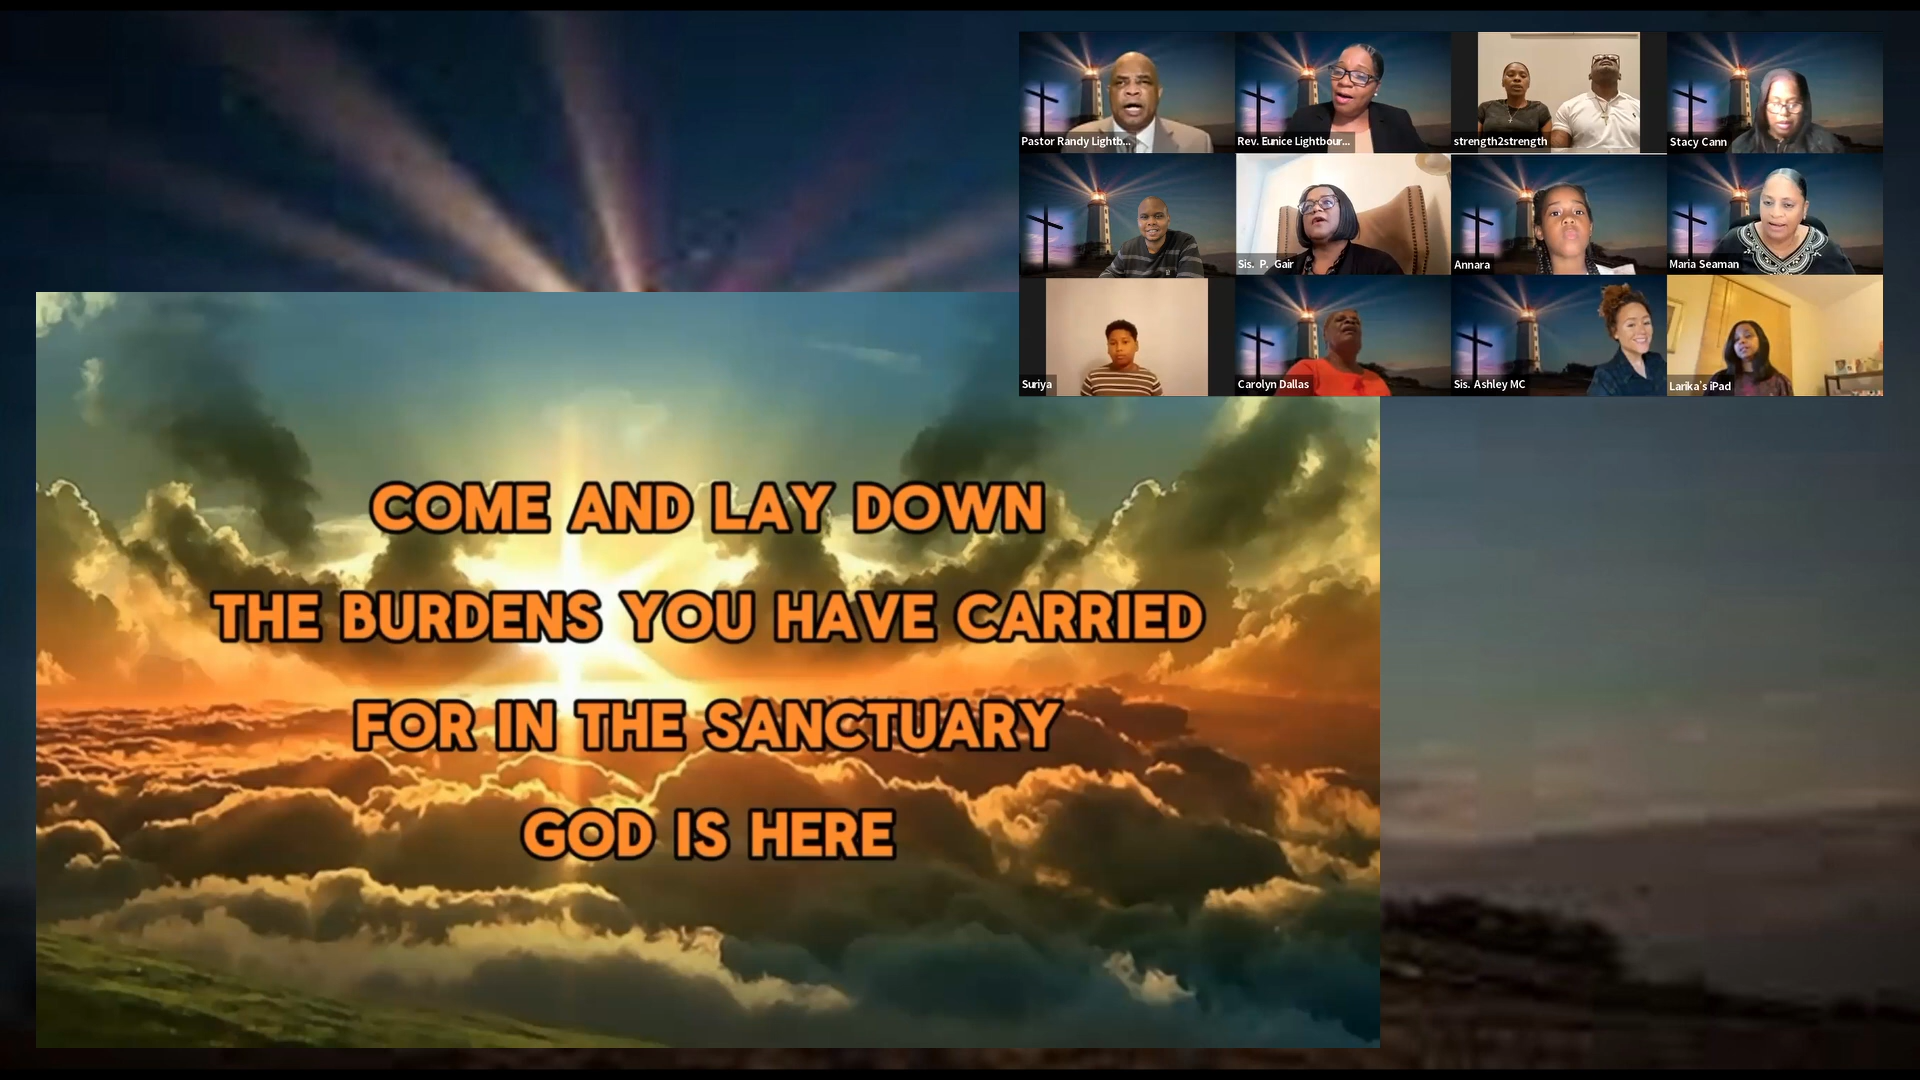 Pastor Randy Lightb...
Rev. Eunice Lightbour...
strength2strength
Stacy Cann
Sis. P. Gair
Annara
Maria Seaman
Suriya
Carolyn Dallas
Sis. Ashley MC
Larika's iPad
COME AND LAY DOWN
THE BURDENS YOU HAVE CARRIED
FOR IN THE SANCTUARY
GOD IS HERE